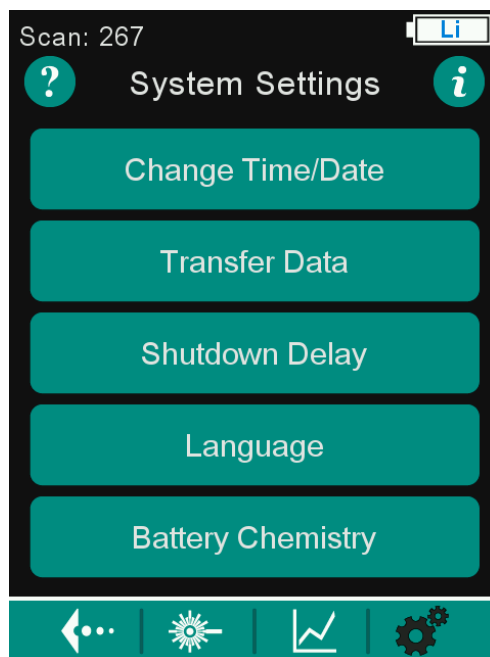 Scan: 267
Li
? System Settings i
Change Time/Date
Transfer Data
Shutdown Delay
Language
Battery Chemistry